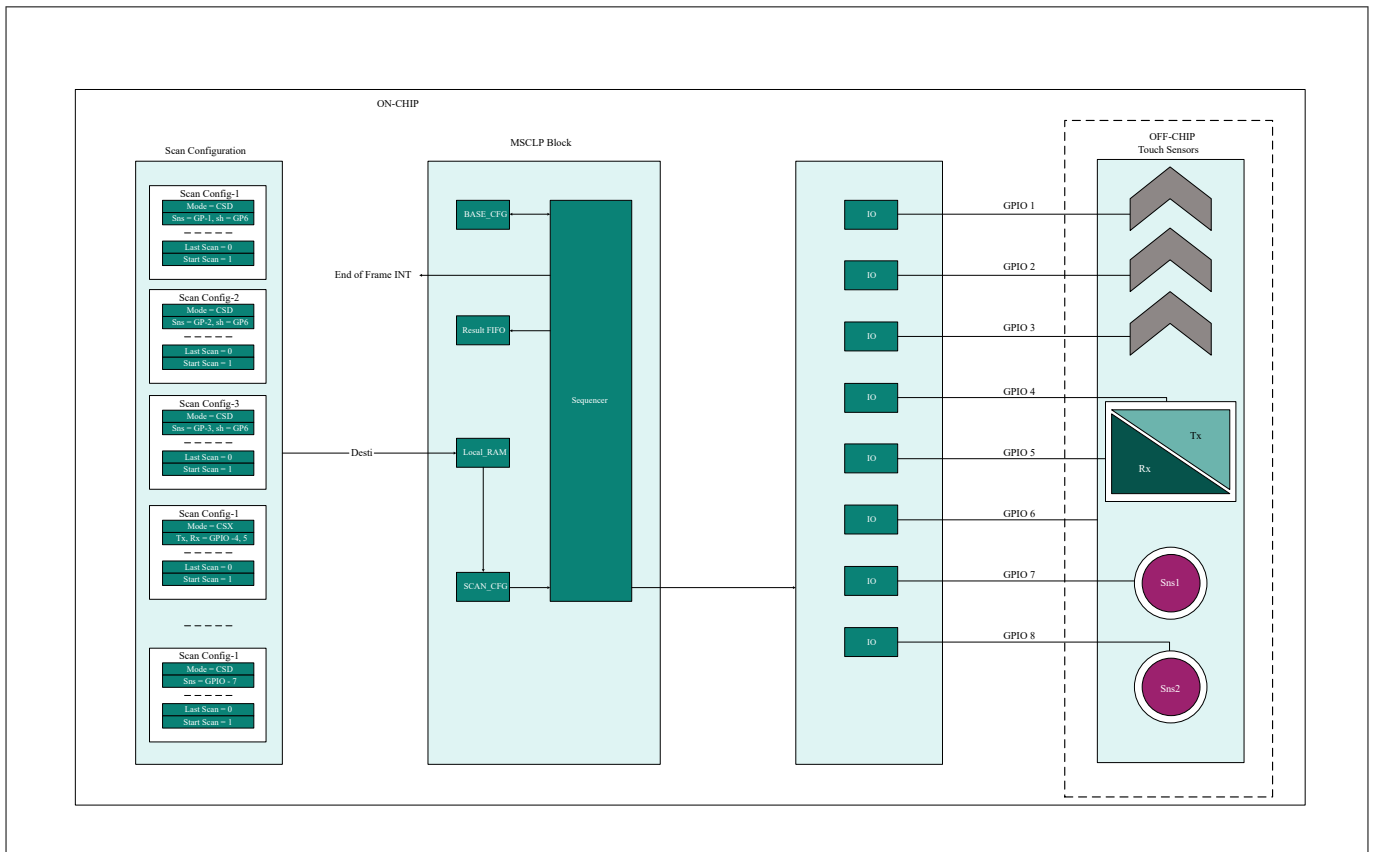 ON-CHIP
Scan Configuration
Scan Config-1
Mode = CSD
Sns = GP-1, sh = GP6
Last Scan = 0
Start Scan = 1
Scan Config-2
Mode = CSD
Sns = GP-2, sh = GP6
Last Scan = 0
Start Scan = 1
Scan Config-3
Mode = CSD
Sns = GP-3, sh = GP6
Last Scan = 0
Start Scan = 1
Scan Config-1
Mode = CSX
Tx, Rx = GPIO -4, 5
Last Scan = 0
Start Scan = 1
Scan Config-1
Mode = CSD
Sns = GPIO - 7
Last Scan = 0
Start Scan = 1
Desti
MSCLP Block
BASE_CFG
End of Frame INT
Result FIFO
Sequencer
Local_RAM
SCAN_CFG
IO
IO
IO
IO
IO
IO
IO
IO
GPIO 1
GPIO 2
GPIO 3
GPIO 4
GPIO 5
GPIO 6
GPIO 7
GPIO 8
OFF-CHIP
Touch Sensors
Tx
Rx
Sns1
Sns2